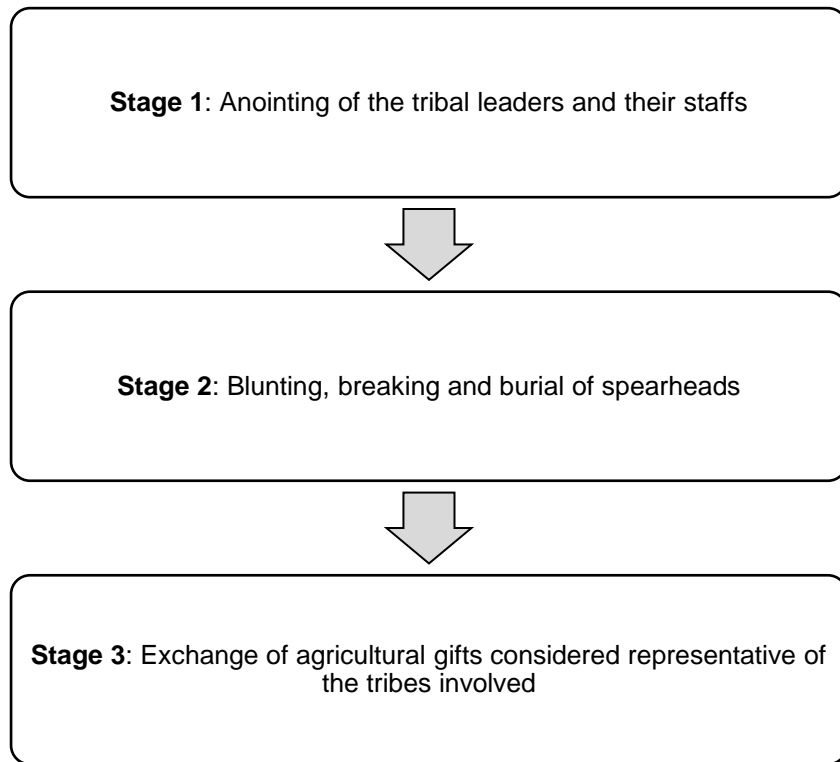 Stage 1: Anointing of the tribal leaders and their staffs
Stage 2: Blunting, breaking and burial of spearheads
Stage 3: Exchange of agricultural gifts considered representative of
the tribes involved